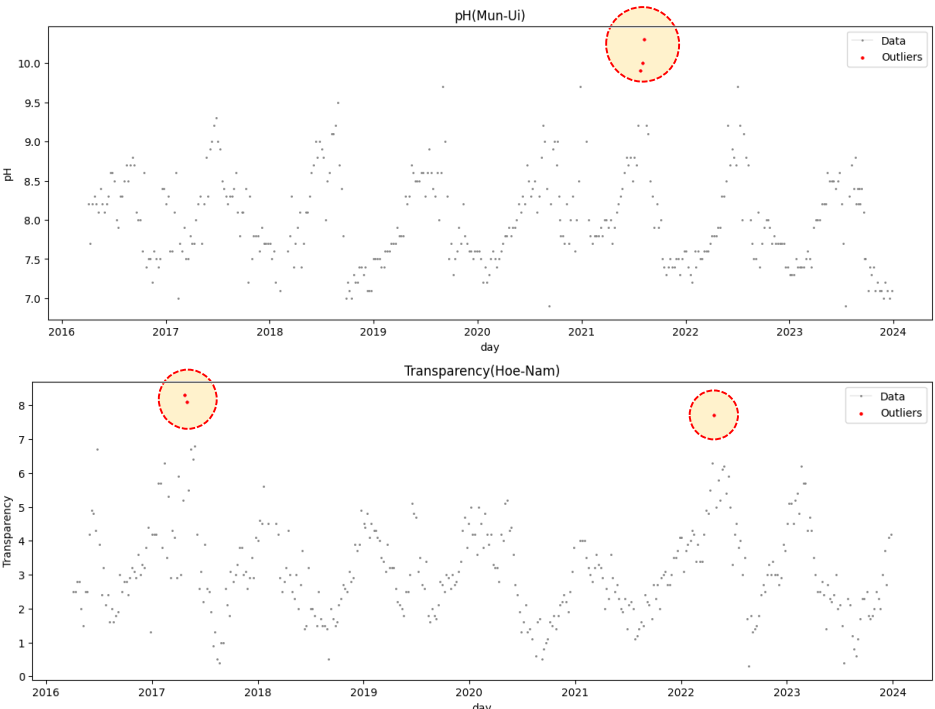 pH(Mun-Ui)
Data
Outliers
10.0
9.5
9.0
8.5
8.0
7.5
7.0
pH
2016 2017 2018 2019 2020 2021 2022 2023 2024
day
Transparency(Hoe-Nam)
Data
Outliers
8
7
6
5
4
3
2
1
0
Transparency
2016 2017 2018 2019 2020 2021 2022 2023 2024
day